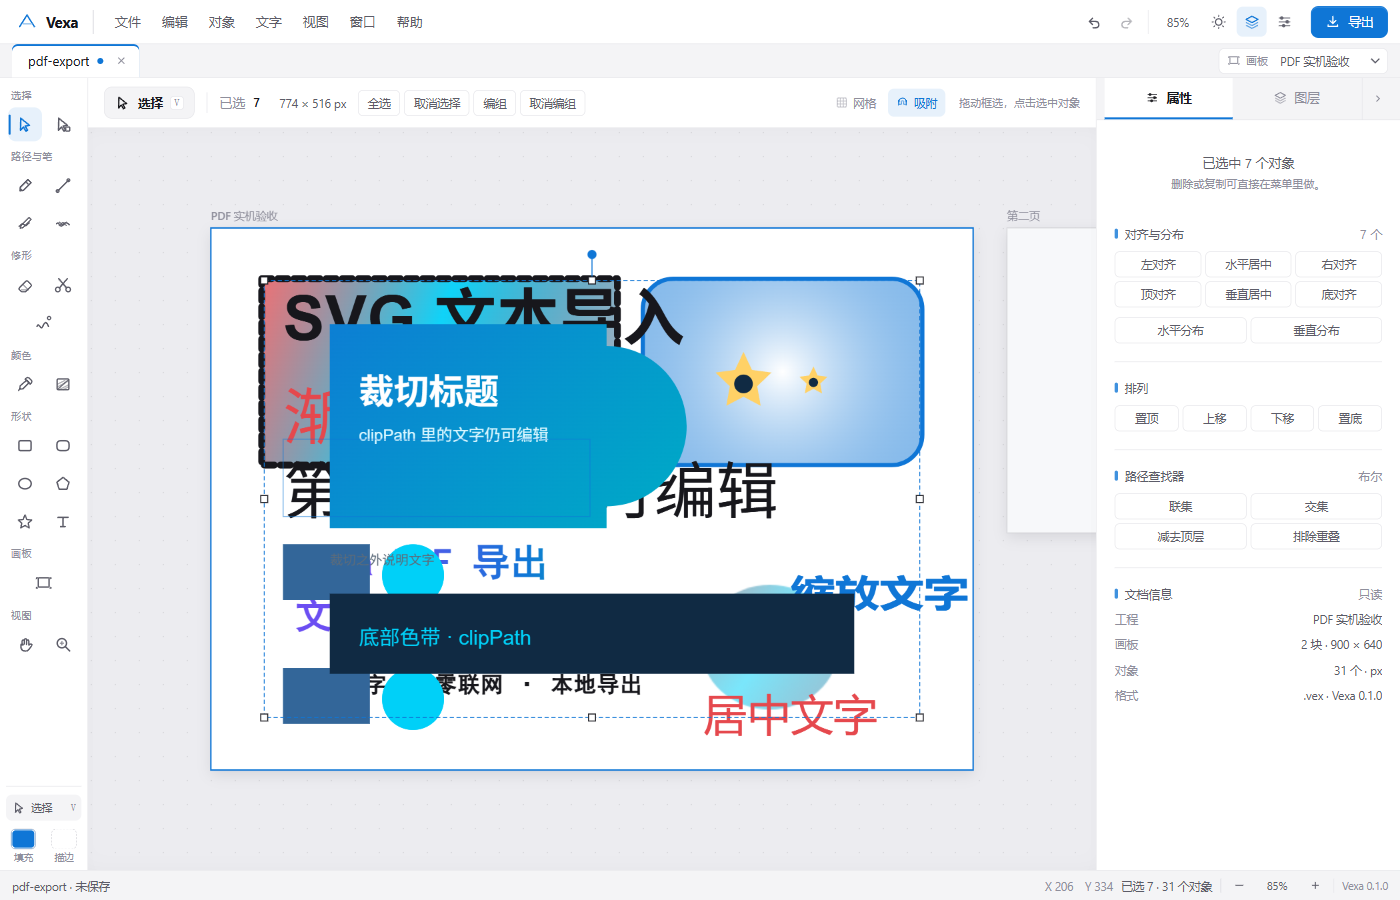 Vexa 文件 编辑 对象 文字 视图 窗口 帮助 85% 导出
pdf-export × 画板 PDF 实机验收
选择
路径与笔
修形
颜色
形状
画板
视图
选择 V
填充 描边
选择 V 已选 7 774 × 516 px 全选 取消选择 编组 取消编组 网格 吸附 拖动框选，点击选中对象
PDF 实机验收
第二页
SVG 文本导入
裁切标题
clipPath 里的文字仍可编辑
渐
第
编辑
裁切之外说明文字
导出
缩放文字
文
底部色带 · clipPath
字 零联网 · 本地导出
居中文字
属性 图层
已选中 7 个对象
删除或复制可直接在菜单里做。
对齐与分布 7 个
左对齐 水平居中 右对齐
顶对齐 垂直居中 底对齐
水平分布 垂直分布
排列
置顶 上移 下移 置底
路径查找器 布尔
联集 交集
减去顶层 排除重叠
文档信息 只读
工程 PDF 实机验收
画板 2 块 · 900 × 640
对象 31 个 · px
格式 .vex · Vexa 0.1.0
pdf-export · 未保存 X 206 Y 334 已选 7 · 31 个对象 − 85% + Vexa 0.1.0